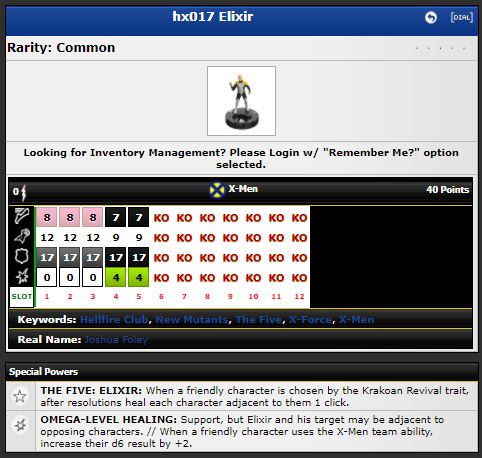 hx017 Elixir
[DIAL]
Rarity: Common
Looking for Inventory Management? Please Login w/ "Remember Me?" option
selected.
0 X-Men 40 Points
8 8 8 7 7 KO KO KO KO KO KO KO
12 12 12 9 9 KO KO KO KO KO KO KO
17 17 17 17 17 KO KO KO KO KO KO KO
0 0 0 4 4 KO KO KO KO KO KO KO
SLOT 1 2 3 4 5 6 7 8 9 10 11 12
Keywords: Hellfire Club, New Mutants, The Five, X-Force, X-Men
Real Name: Joshua Foley
Special Powers
THE FIVE: ELIXIR: When a friendly character is chosen by the Krakoan Revival trait,
after resolutions heal each character adjacent to them 1 click.
OMEGA-LEVEL HEALING: Support, but Elixir and his target may be adjacent to
opposing characters. // When a friendly character uses the X-Men team ability,
increase their d6 result by +2.